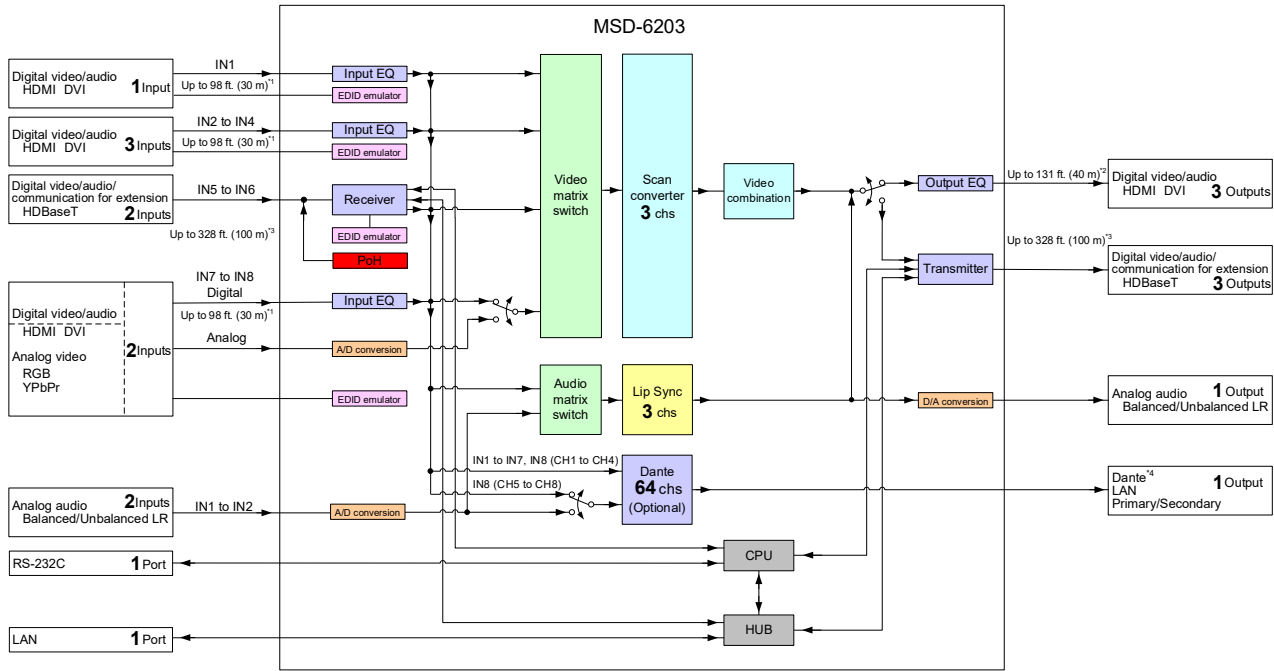 MSD-6203
Digital video/audio
HDMI DVI
1 Input
IN1
Up to 98 ft. (30 m)*1
Input EQ
EDID emulator
Digital video/audio
HDMI DVI
3 Inputs
IN2 to IN4
Up to 98 ft. (30 m)*1
Input EQ
EDID emulator
Digital video/audio/
communication for extension
HDBaseT
2 Inputs
IN5 to IN6
Up to 328 ft. (100 m)*3
Receiver
EDID emulator
PoH
Digital video/audio
HDMI DVI
Analog video
RGB
YPbPr
2 Inputs
IN7 to IN8
Digital
Up to 98 ft. (30 m)*1
Analog
Input EQ
A/D conversion
EDID emulator
Analog audio
Balanced/Unbalanced LR
2 Inputs
IN1 to IN2
A/D conversion
RS-232C
1 Port
LAN
1 Port
Video
matrix
switch
Scan
converter
3 chs
Video
combination
Audio
matrix
switch
Lip Sync
3 chs
IN1 to IN7, IN8 (CH1 to CH4)
IN8 (CH5 to CH8)
Dante
64 chs
(Optional)
CPU
HUB
Output EQ
Transmitter
D/A conversion
Up to 131 ft. (40 m)*2
Digital video/audio
HDMI DVI
3 Outputs
Up to 328 ft. (100 m)*3
Digital video/audio/
communication for extension
HDBaseT
3 Outputs
Analog audio
1 Output
Balanced/Unbalanced LR
Dante*4
LAN
Primary/Secondary
1 Output